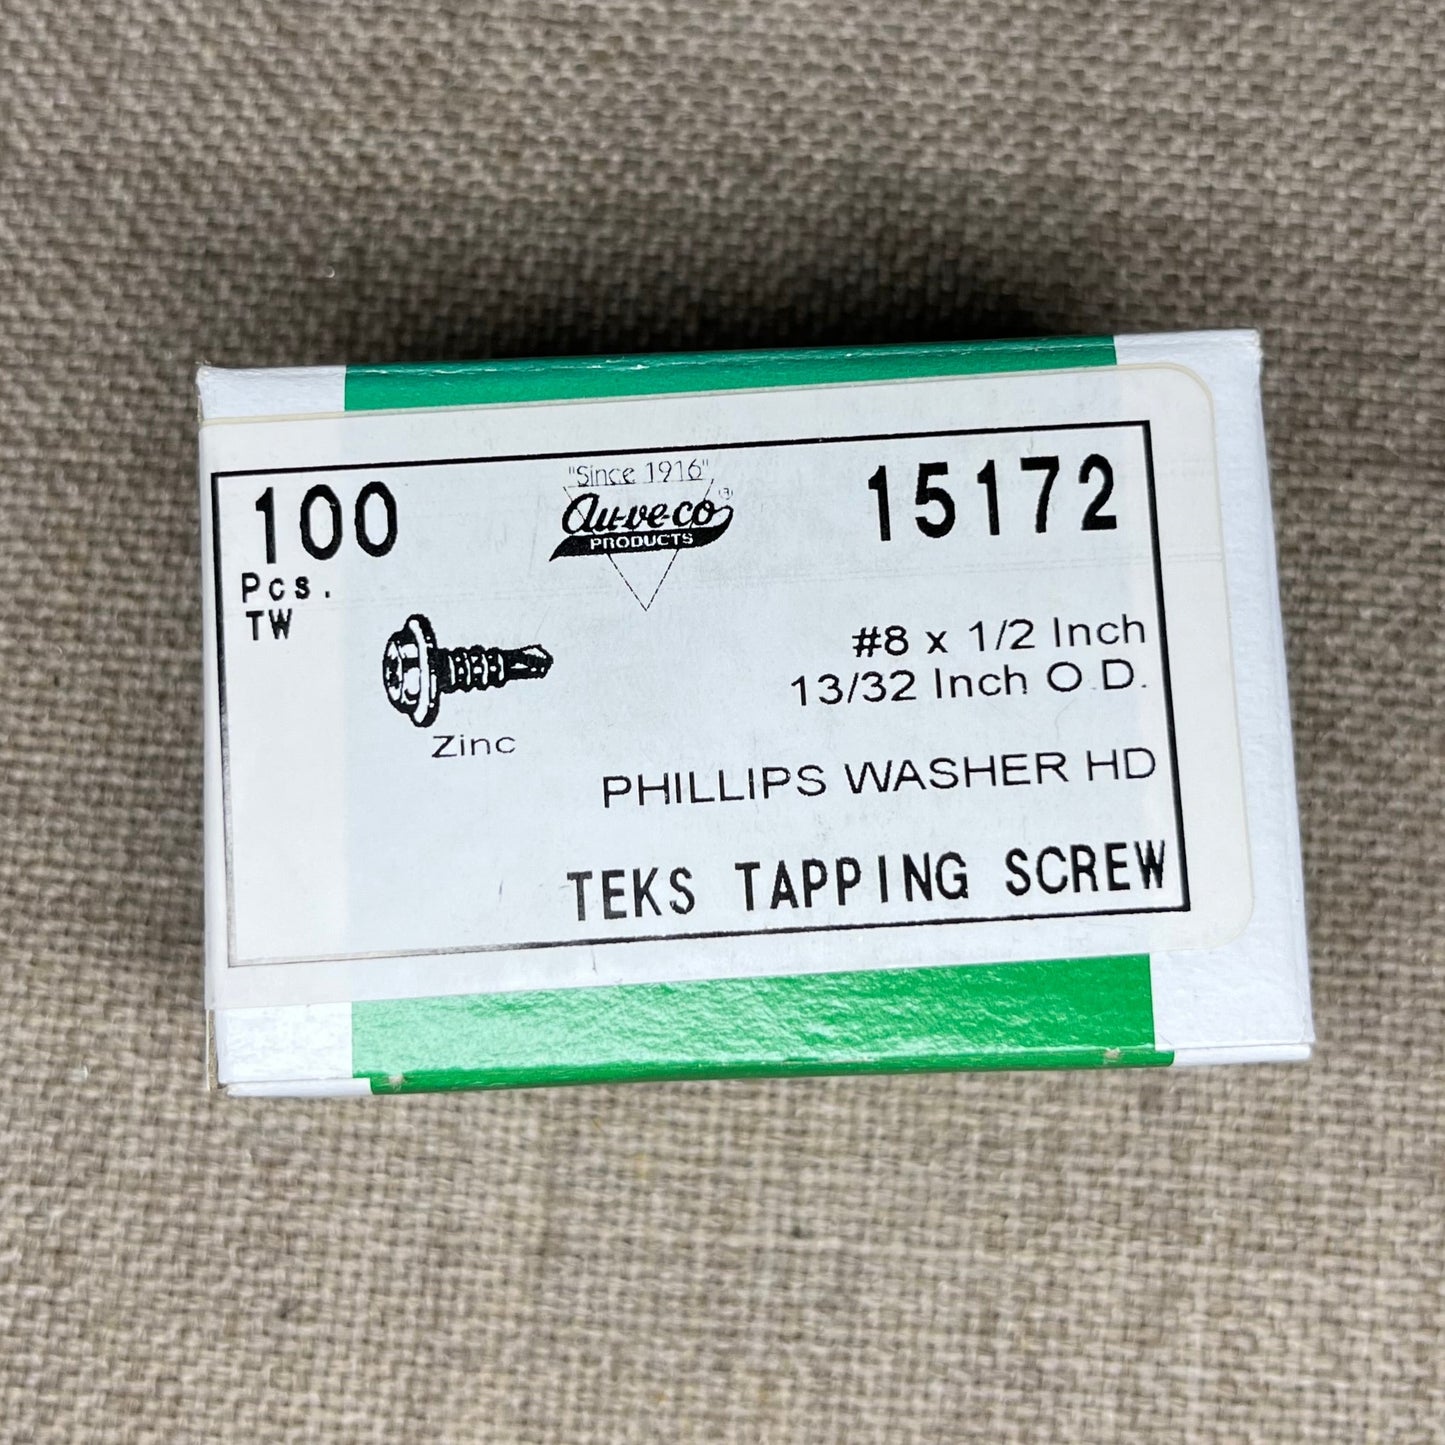 100
Pcs.
TW
"Since 1916"
Au-ve-co ®
PRODUCTS
15172
#8 x 1/2 Inch
13/32 Inch O.D.
Zinc
PHILLIPS WASHER HD
TEKS TAPPING SCREW